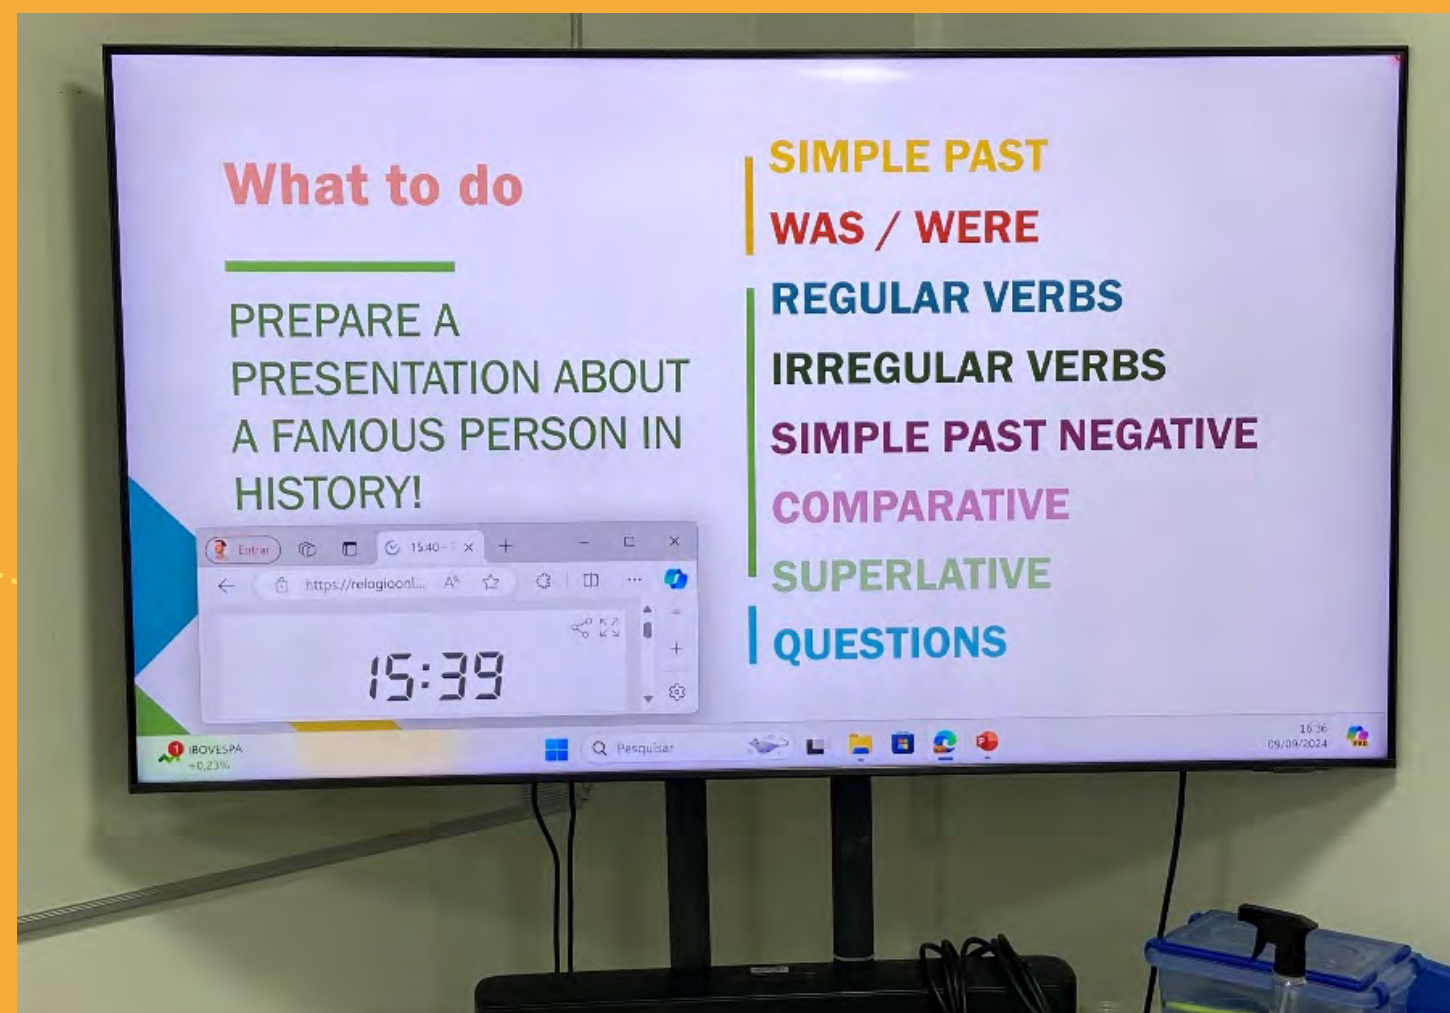 What to do
PREPARE A
PRESENTATION ABOUT
A FAMOUS PERSON IN
HISTORY!
SIMPLE PAST
WAS / WERE
REGULAR VERBS
IRREGULAR VERBS
SIMPLE PAST NEGATIVE
COMPARATIVE
SUPERLATIVE
QUESTIONS
Entrar
15:40 -
https://relogioonl...
15:39
1
IBOVESPA
+0,23%
Pesquisar
16:36
09/09/2024